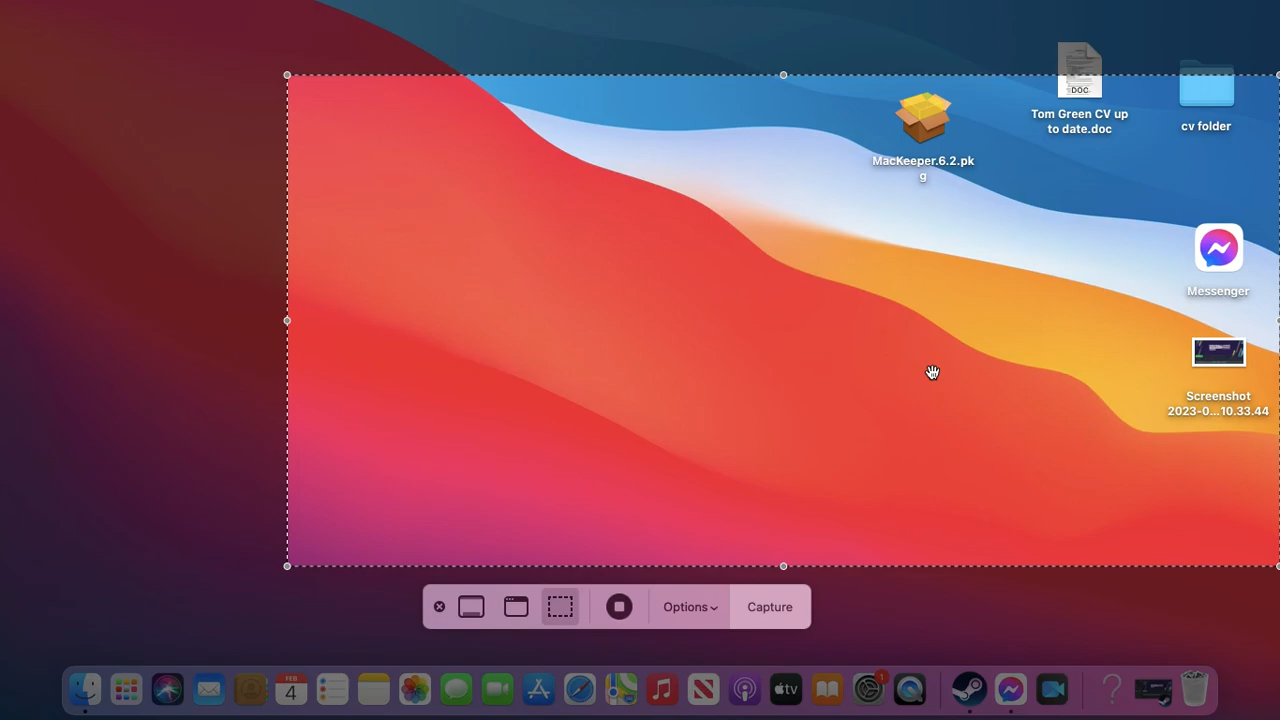 DOC
Tom Green CV up
to date.doc
cv folder
MacKeeper.6.2.pk
g
Messenger
Screenshot
2023-0...10.33.44
Options
Capture
FEB
4
1
tv